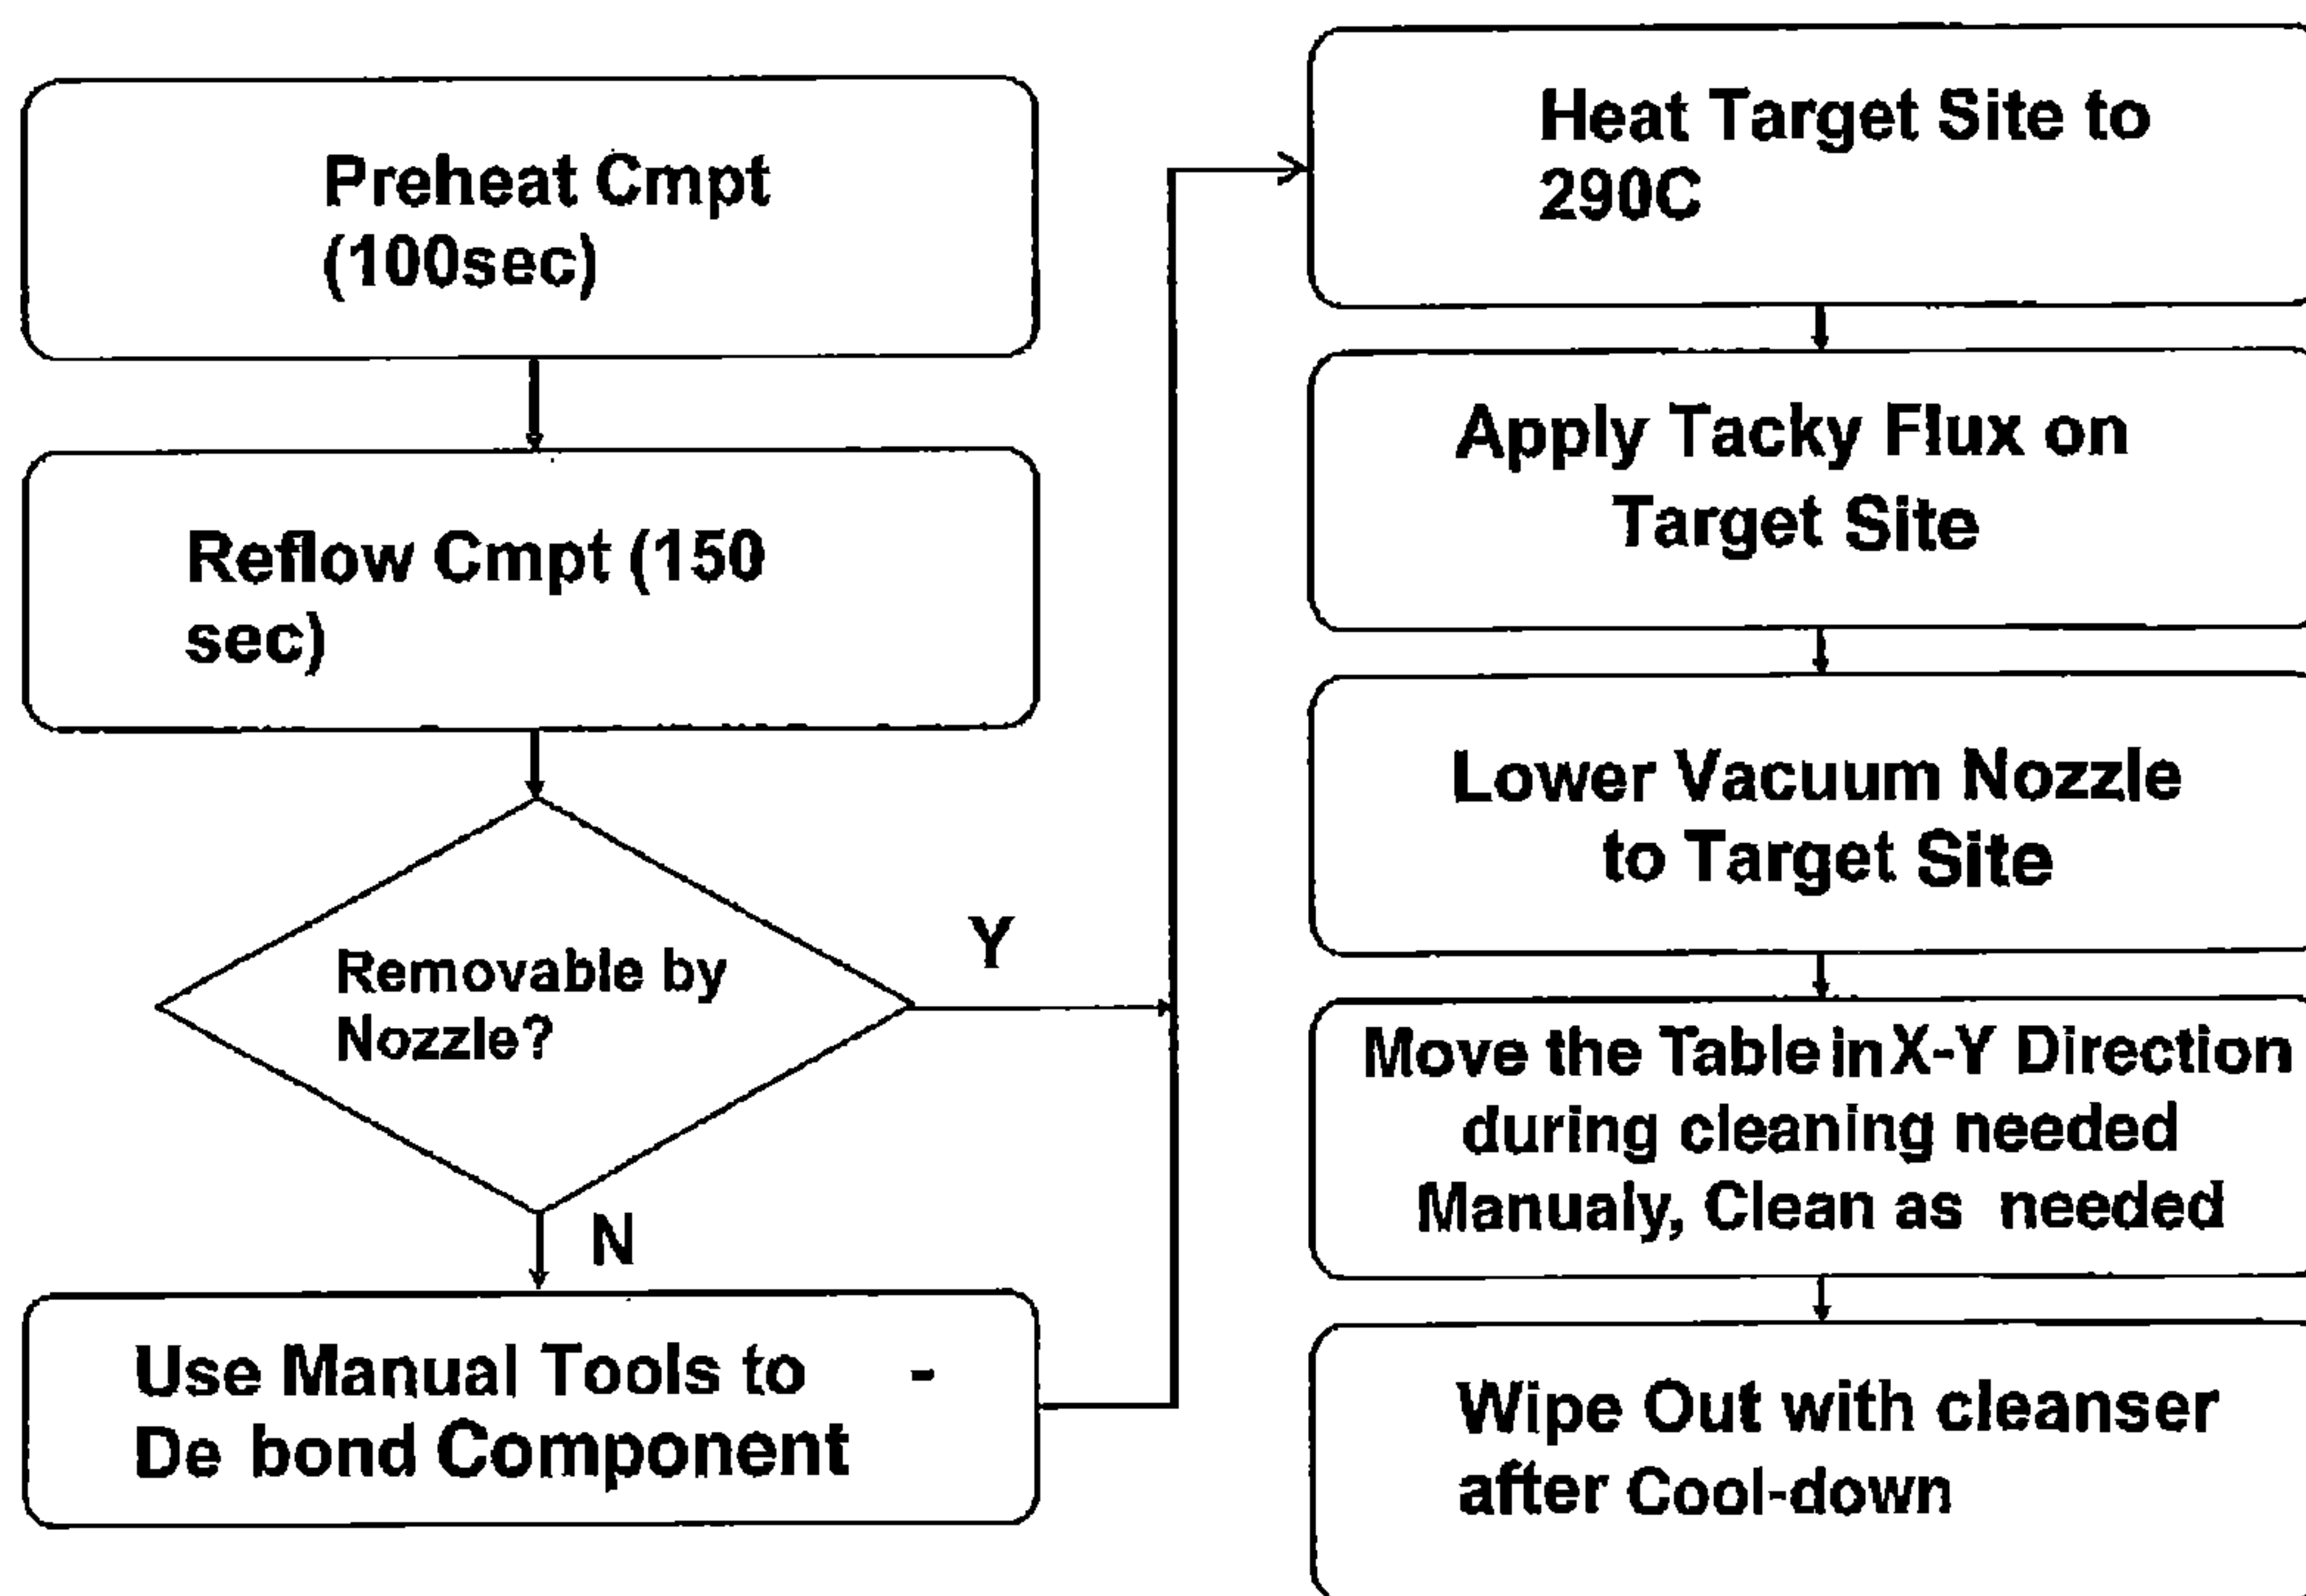 Preheat Cmpt
(100sec)
Reflow Cmpt (150
sec)
Removable by
Nozzle?
Y
N
Use Manual Tools to -
De bond Component
Heat Target Site to
290C
Apply Tacky Flux on
Target Site
Lower Vacuum Nozzle
to Target Site
Move the Table in X-Y Direction
during cleaning needed
Manualy, Clean as needed
Wipe Out with cleanser
after Cool-down